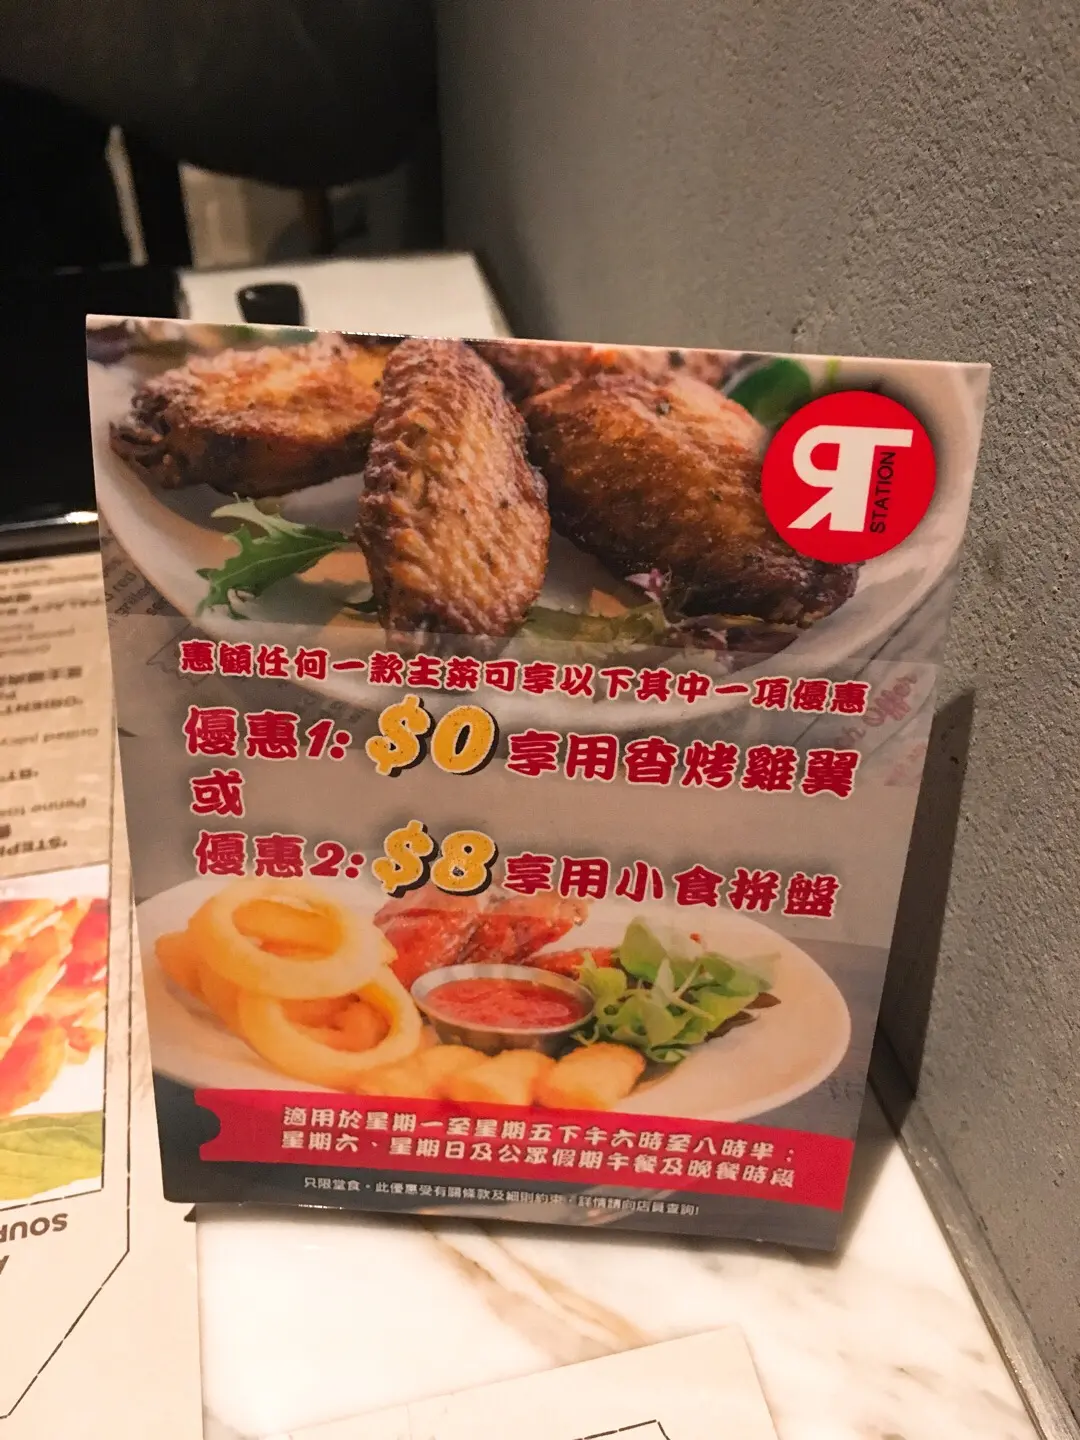 RT
STATION
惠顧任何一款主菜可享以下其中一項優惠
優惠1: $0 享用香烤雞翼
或
優惠2: $8 享用小食拼盤
適用於星期一至星期五下午六時至八時半；
星期六、星期日及公眾假期午餐及晚餐時段
只限堂食。此優惠受有關條款及細則約束，詳情請向店員查詢!
Penne
SOUP